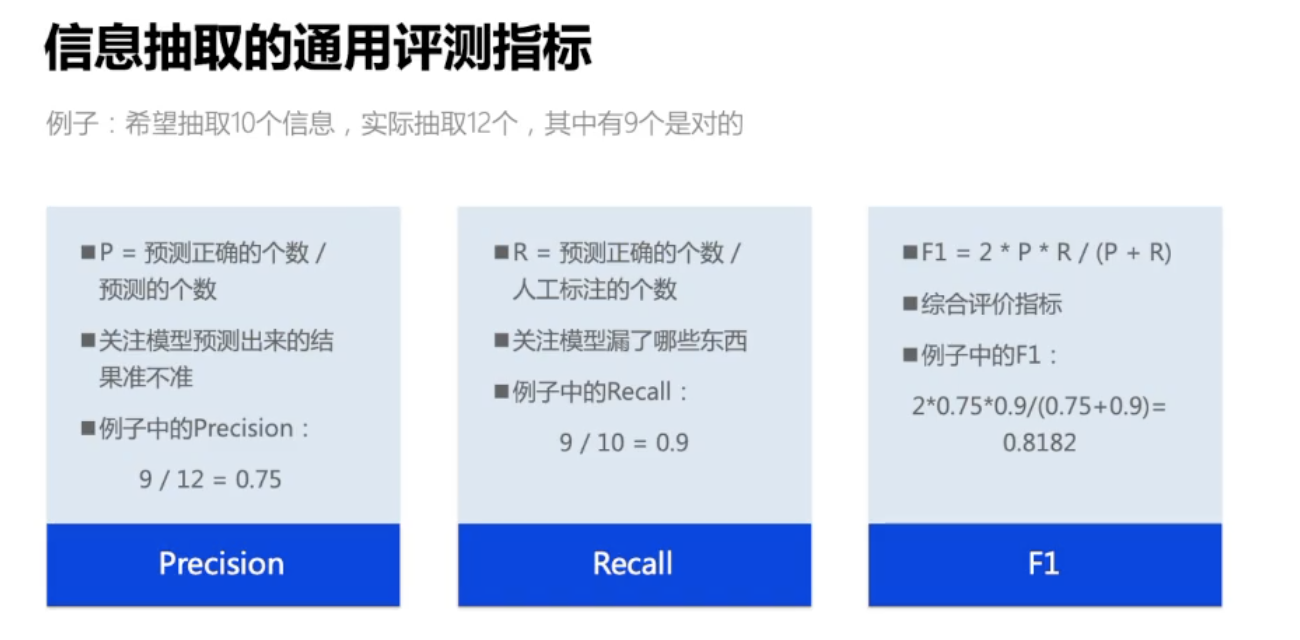 信息抽取的通用评测指标
例子：希望抽取10个信息，实际抽取12个，其中有9个是对的
■P = 预测正确的个数 /
预测的个数
■关注模型预测出来的结
果准不准
■例子中的Precision：
9 / 12 = 0.75
Precision
■R = 预测正确的个数 /
人工标注的个数
■关注模型漏了哪些东西
■例子中的Recall：
9 / 10 = 0.9
Recall
■F1 = 2 * P * R / (P + R)
■综合评价指标
■例子中的F1：
2*0.75*0.9/(0.75+0.9)=
0.8182
F1